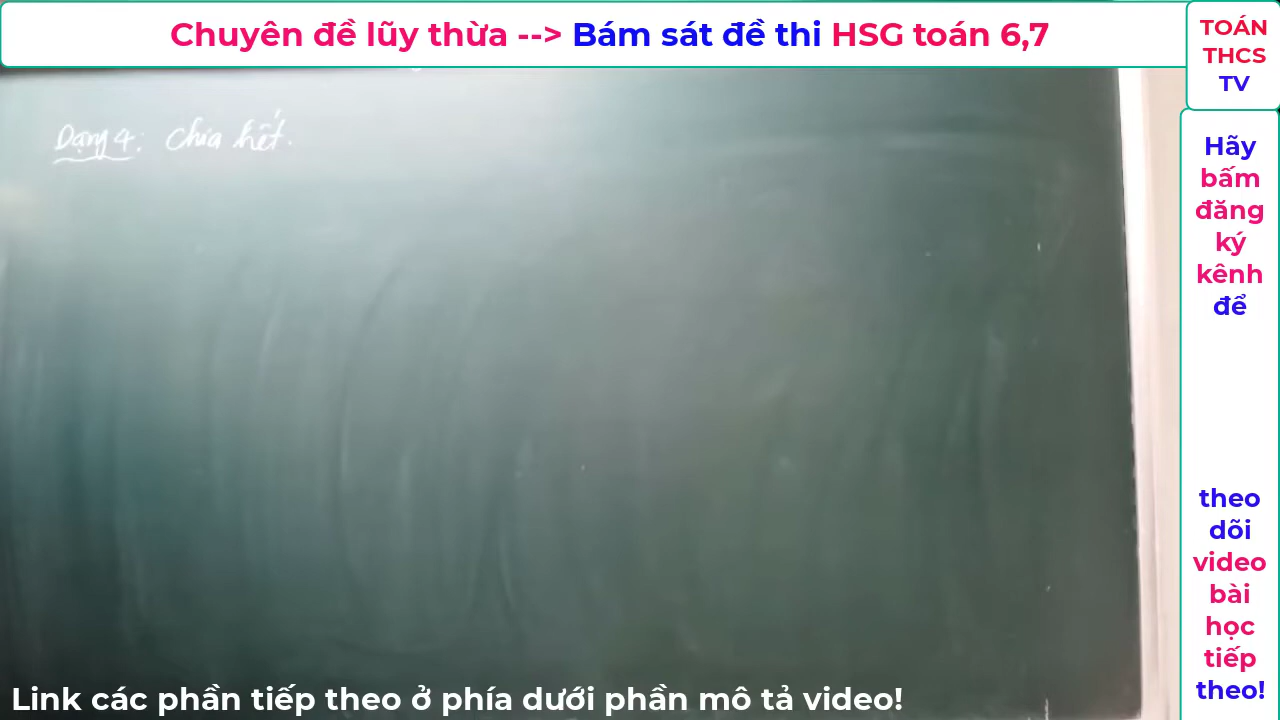 Chuyên đề lũy thừa --> Bám sát đề thi HSG toán 6,7
TOÁN
THCS
TV
Dạng 4: Chia hết.
Hãy
bấm
đăng
ký
kênh
để
theo
dõi
video
bài
học
tiếp
theo!
Link các phần tiếp theo ở phía dưới phần mô tả video!